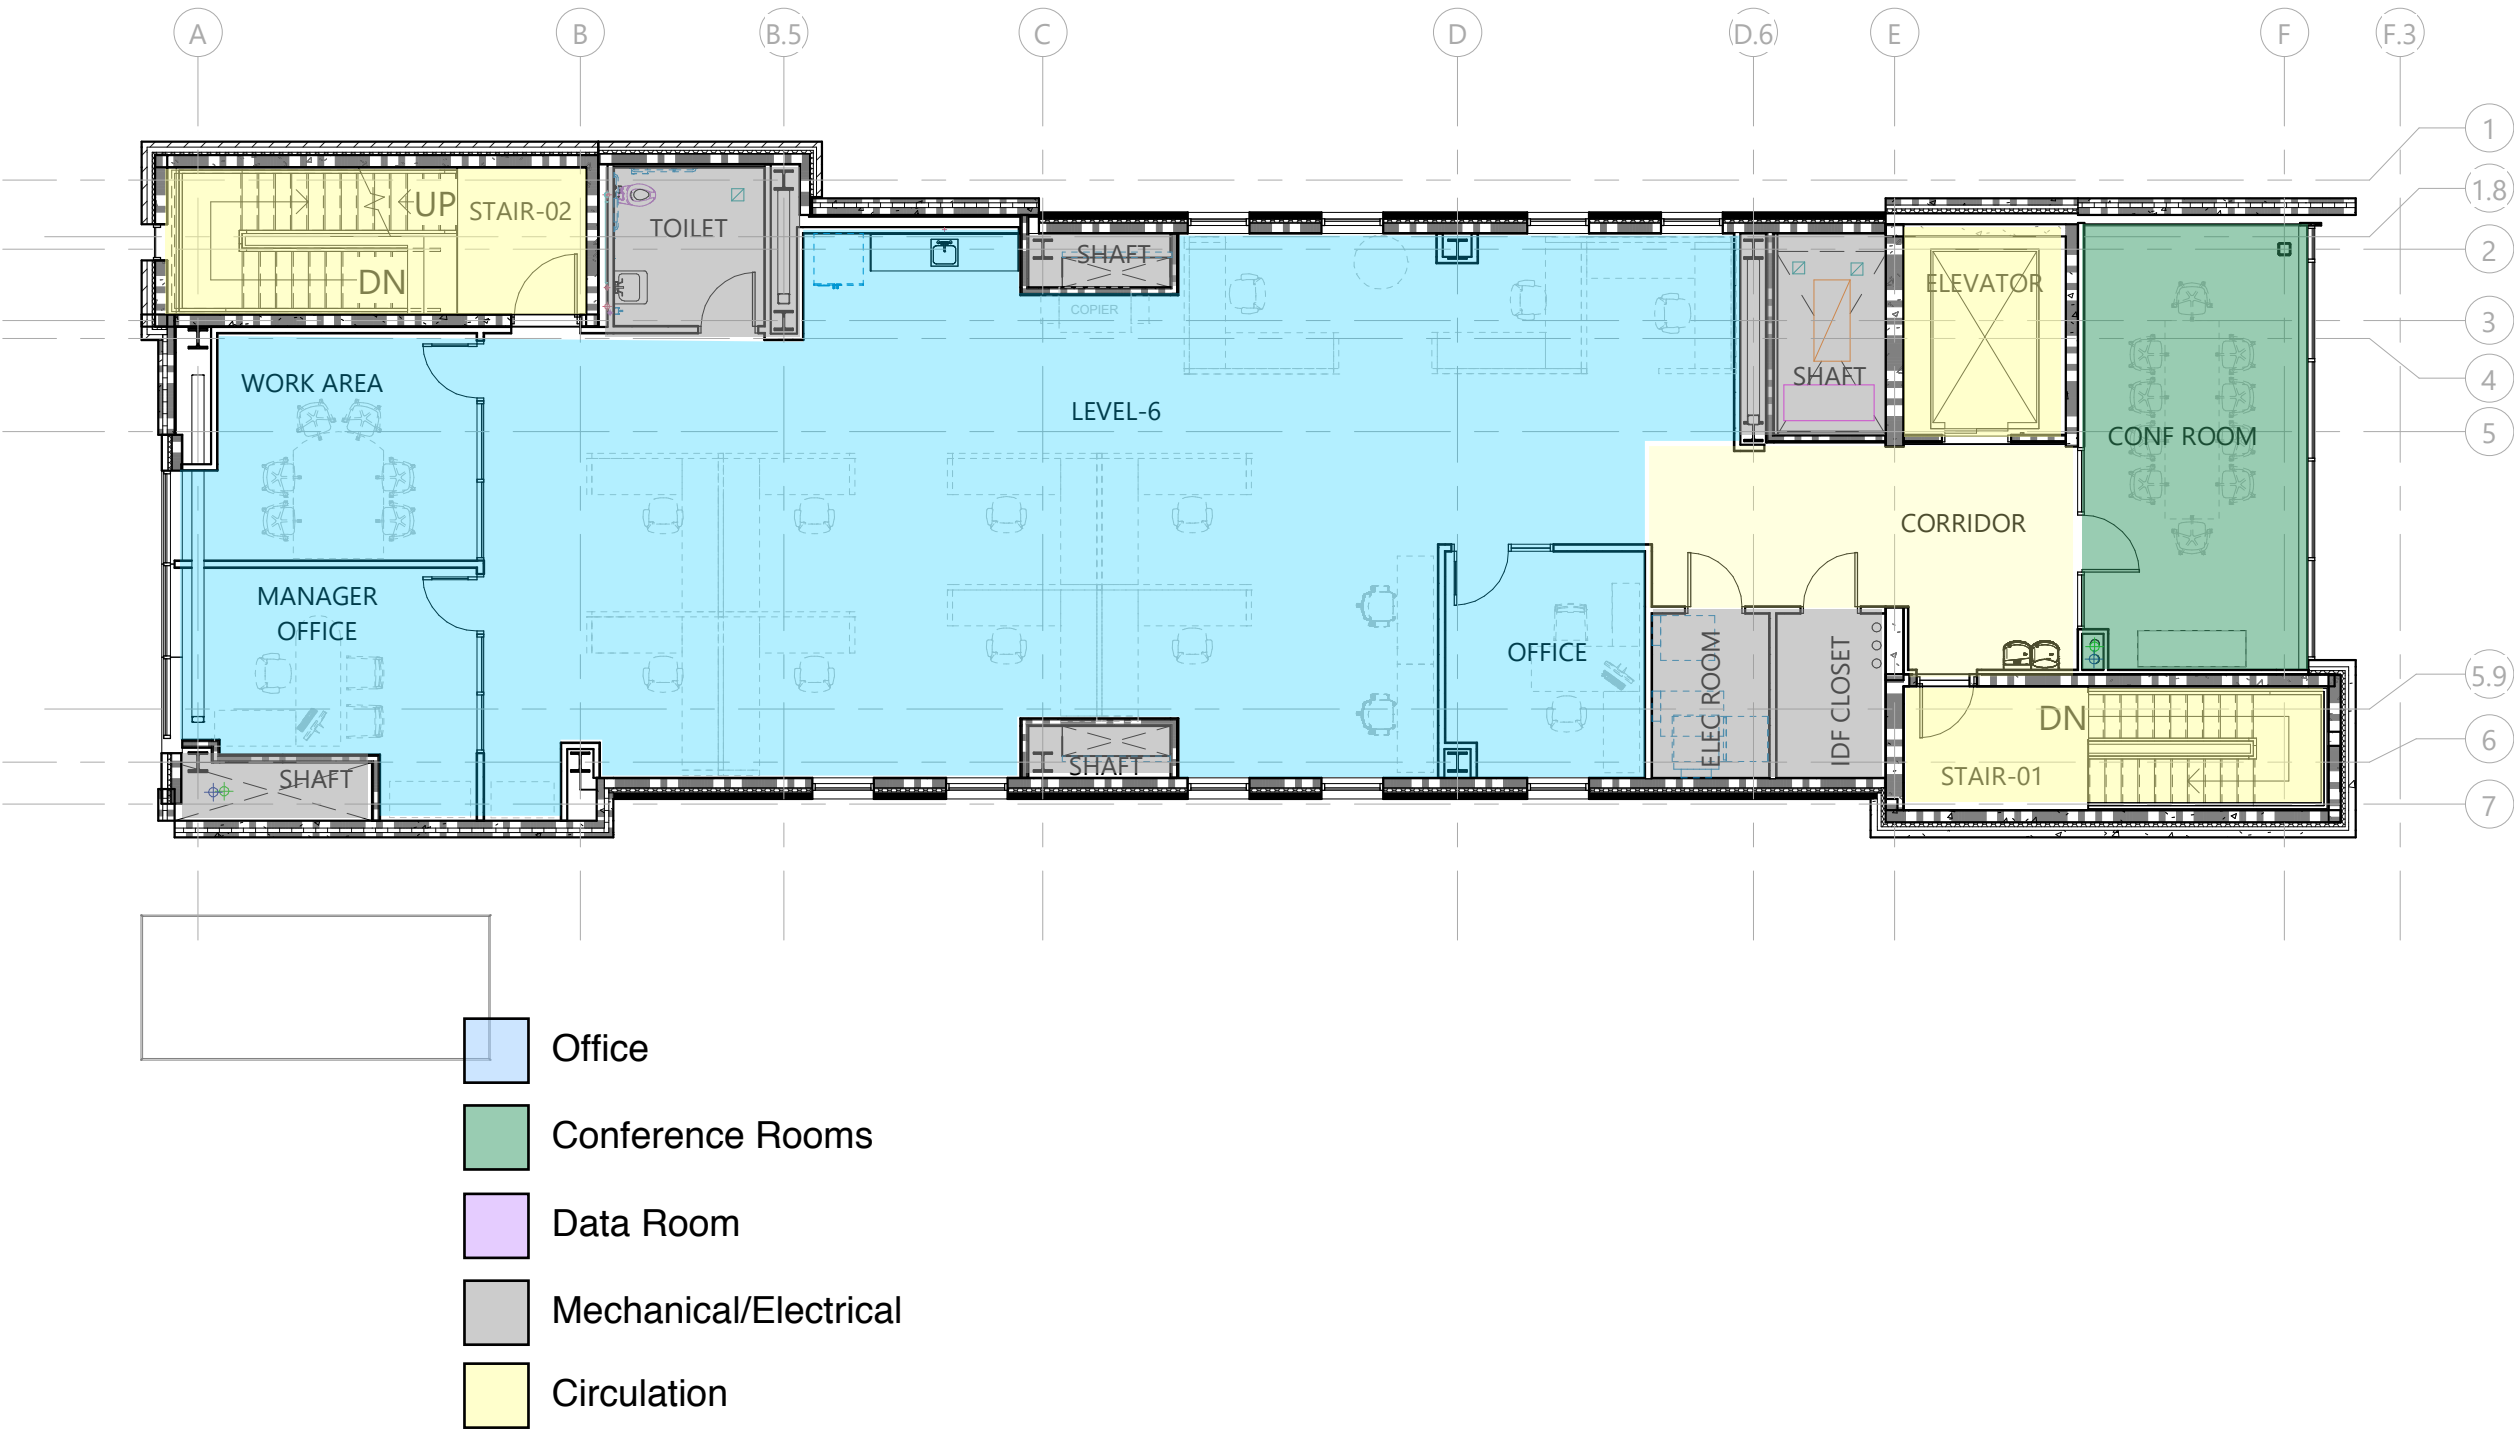 A
B
B.5
C
D
D.6
E
F
F.3
1
1.8
2
3
4
5
5.9
6
7
UP
STAIR-02
DN
TOILET
SHAFT
COPIER
ELEVATOR
SHAFT
WORK AREA
LEVEL-6
CONF ROOM
CORRIDOR
MANAGER
OFFICE
OFFICE
ELEC ROOM
IDF CLOSET
DN
STAIR-01
SHAFT
SHAFT
Office
Conference Rooms
Data Room
Mechanical/Electrical
Circulation